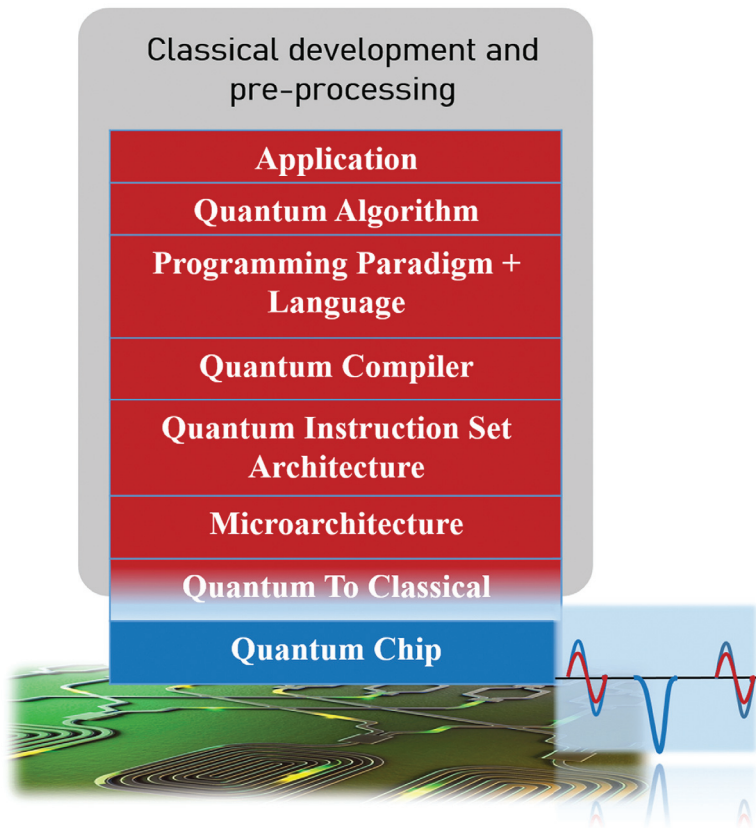 Classical development and
pre-processing
Application
Quantum Algorithm
Programming Paradigm +
Language
Quantum Compiler
Quantum Instruction Set
Architecture
Microarchitecture
Quantum To Classical
Quantum Chip